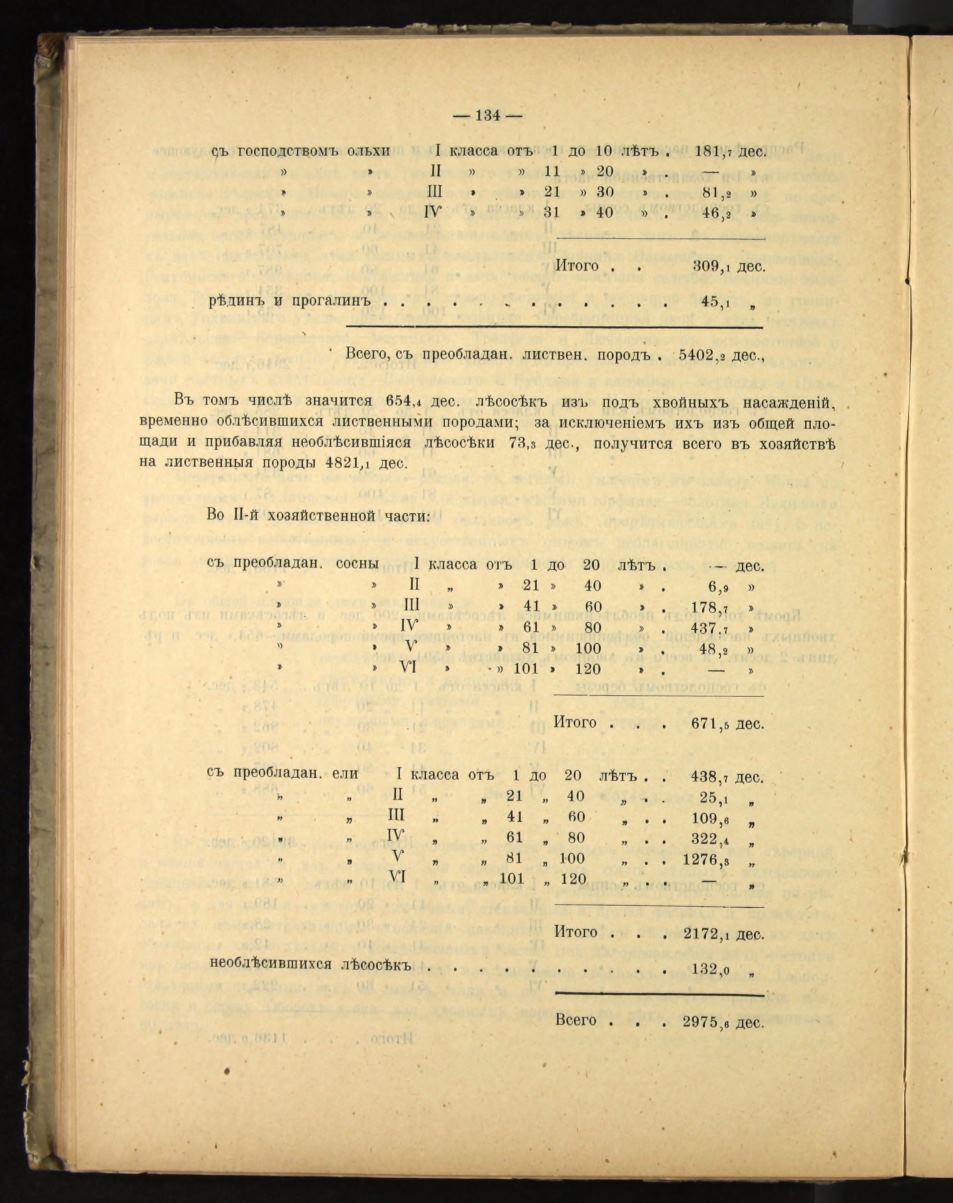 — 134 —
съ господствомъ ольхи I класса отъ 1 до 10 лѣтъ . 181,7 дес.
» » II » » 11 » 20 » . — »
» » III » » 21 » 30 » . 81,2 »
» » IV » » 31 » 40 » . 46,2 »
Итого . . 309,1 дес.
рѣдинъ и прогалинъ . . . . . . . . . . . . . . 45,1 „
Всего, съ преобладан. листвен. породъ . 5402,2 дес.,
Въ томъ числѣ значится 654,4 дес. лѣсосѣкъ изъ подъ хвойныхъ насажденій,
временно облѣсившихся лиственными породами; за исключеніемъ ихъ изъ общей пло-
щади и прибавляя необлѣсившіяся лѣсосѣки 73,3 дес., получится всего въ хозяйствѣ
на лиственныя породы 4821,1 дес.
Во II-й хозяйственной части:
съ преобладан. сосны I класса отъ 1 до 20 лѣтъ . — дес.
» » II „ » 21 » 40 » . 6,9 »
» » III » » 41 » 60 » . 178,7 »
» » IV » » 61 » 80 » . 437,7 »
» » V » » 81 » 100 » . 48,2 »
» » VI » » 101 » 120 » . — »
Итого . . . 671,5 дес.
съ преобладан. ели I класса отъ 1 до 20 лѣтъ . . 438,7 дес.
„ „ II „ „ 21 „ 40 „ . . 25,1 „
„ „ III „ „ 41 „ 60 „ . . 109,6 „
„ „ IV „ „ 61 „ 80 „ . . 322,4 „
„ „ V „ „ 81 „ 100 „ . . 1276,3 „
„ „ VI „ „ 101 „ 120 „ . . — „
Итого . . . 2172,1 дес.
необлѣсившихся лѣсосѣкъ . . . . . . . . . . 132,0 „
Всего . . . 2975,6 дес.